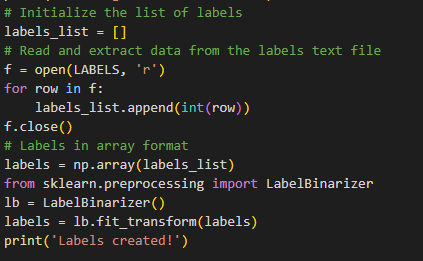 # Initialize the list of labels
labels_list = []
# Read and extract data from the labels text file
f = open(LABELS, 'r')
for row in f:
    labels_list.append(int(row))
f.close()
# Labels in array format
labels = np.array(labels_list)
from sklearn.preprocessing import LabelBinarizer
lb = LabelBinarizer()
labels = lb.fit_transform(labels)
print('Labels created!')